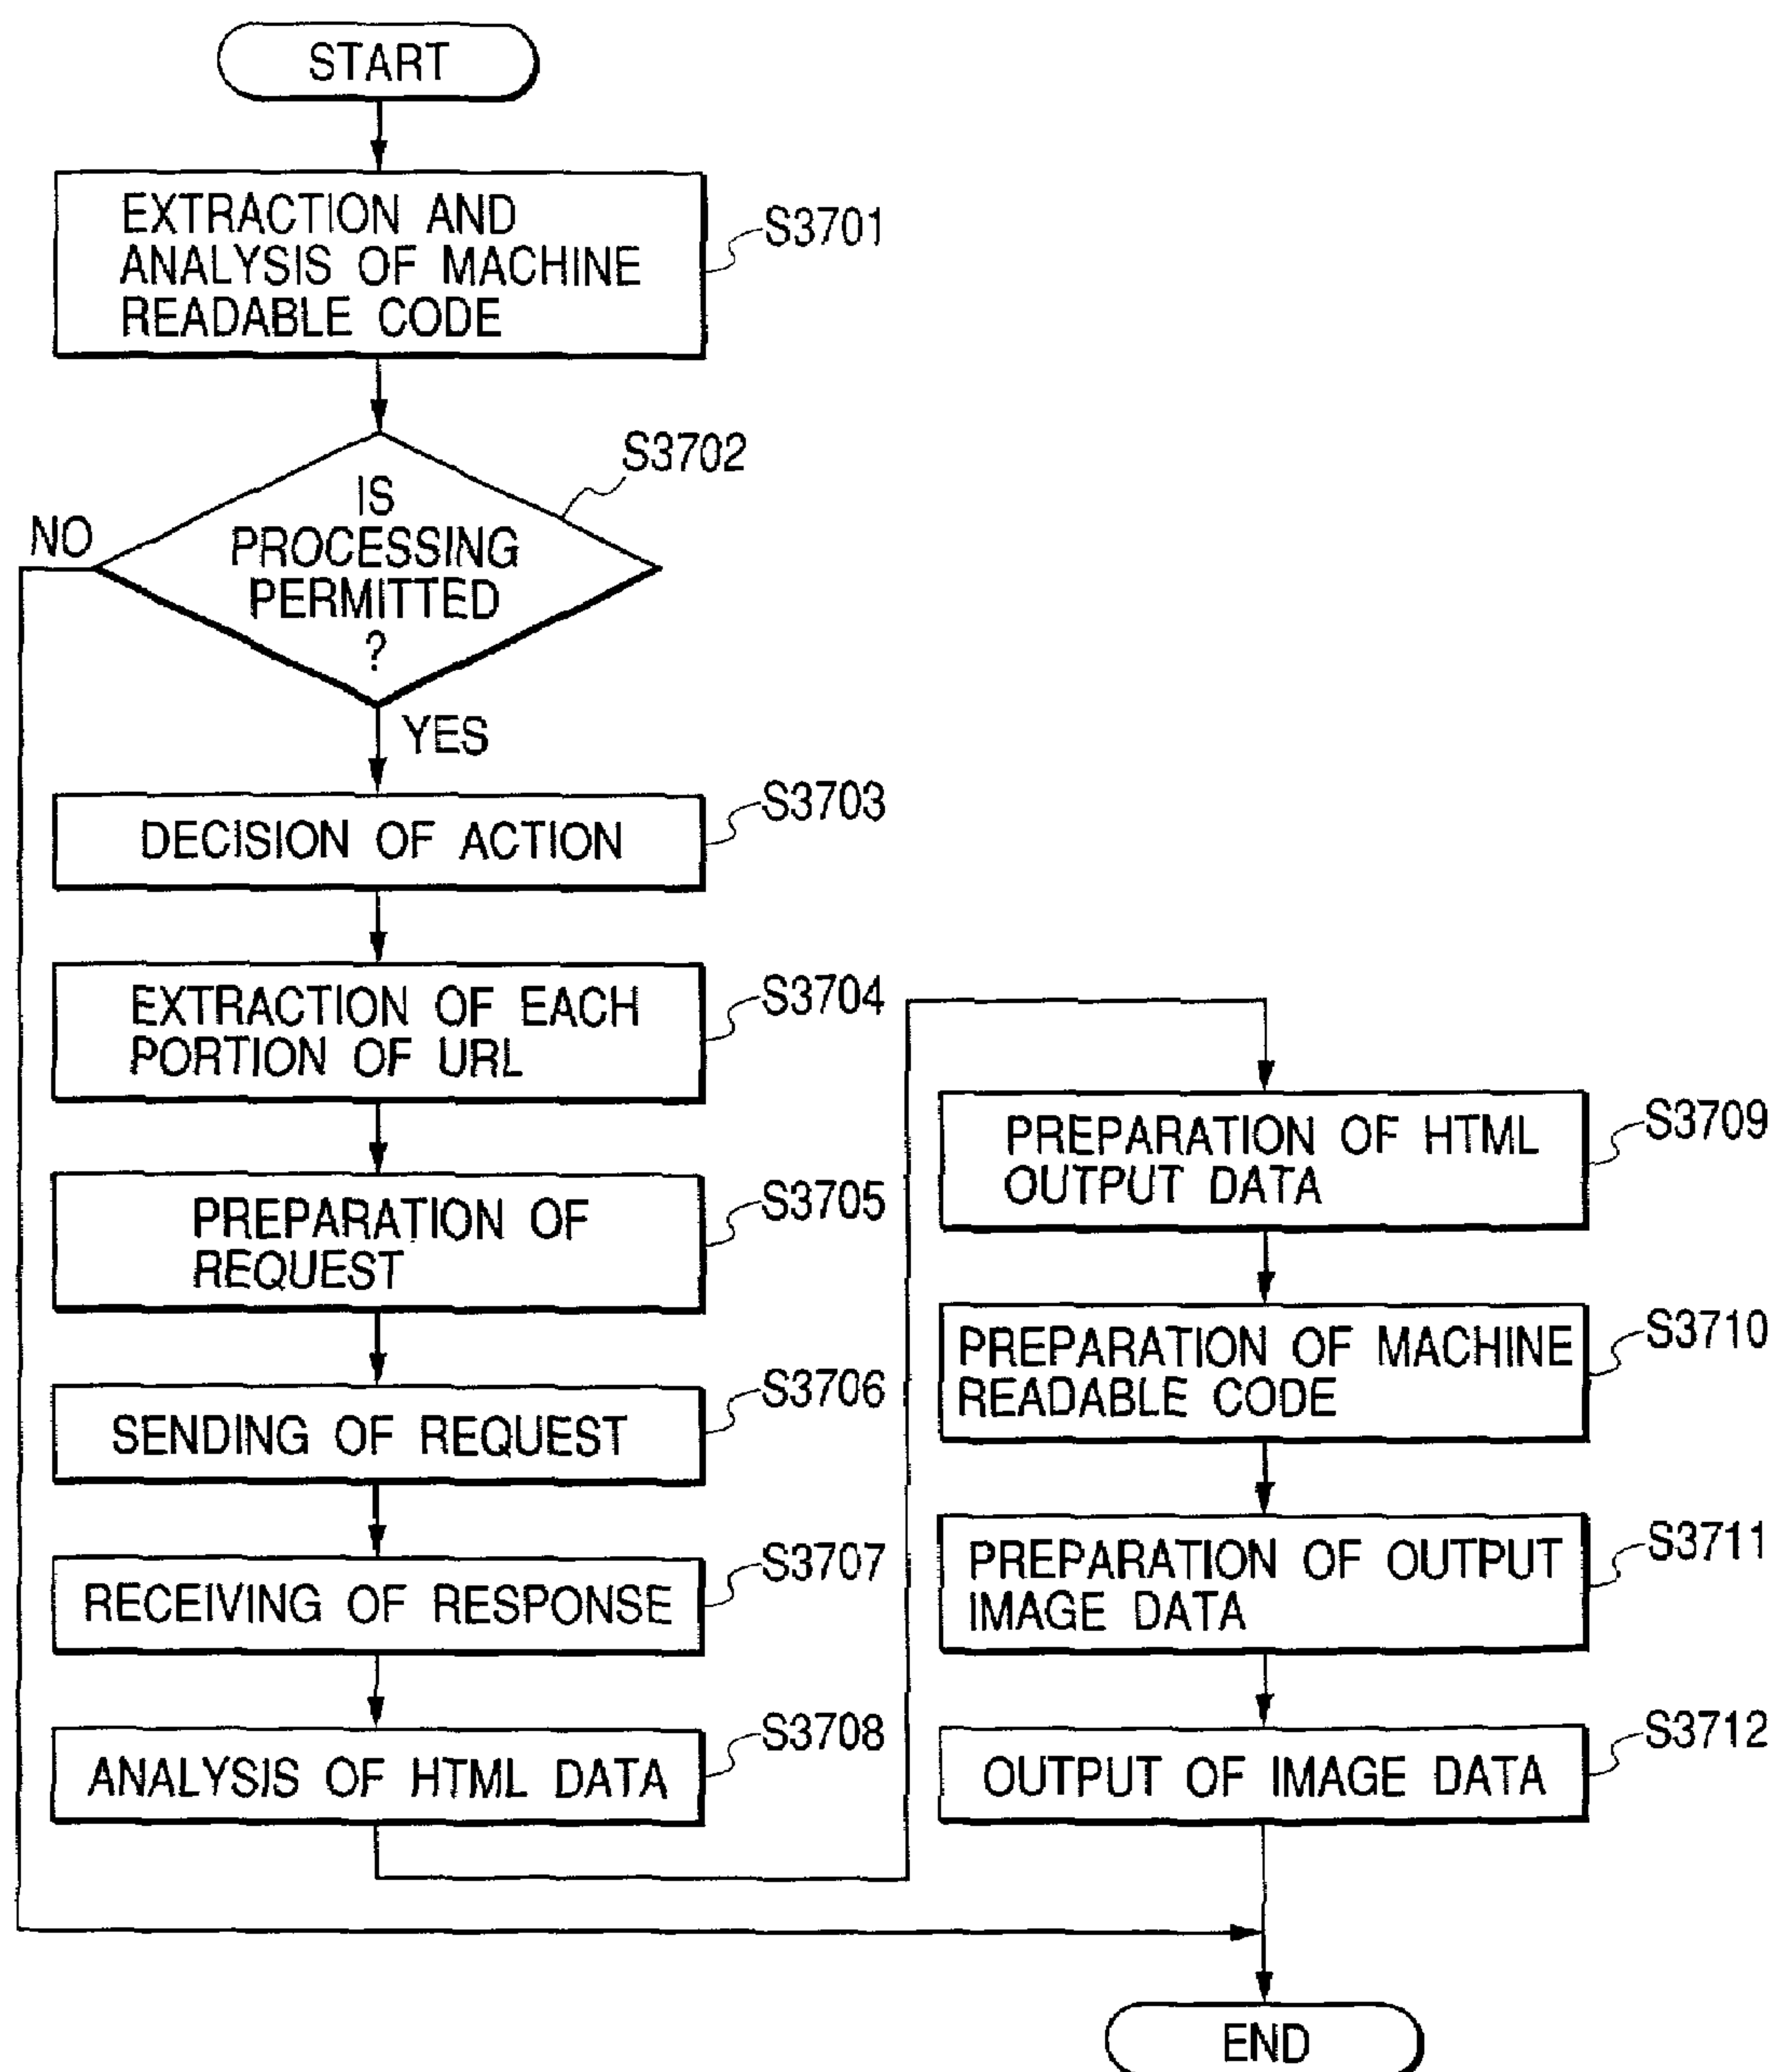 START
EXTRACTION AND
ANALYSIS OF MACHINE
READABLE CODE
S3701
S3702
IS
PROCESSING
PERMITTED
?
NO
YES
DECISION OF ACTION
S3703
EXTRACTION OF EACH
PORTION OF URL
S3704
PREPARATION OF
REQUEST
S3705
SENDING OF REQUEST
S3706
RECEIVING OF RESPONSE
S3707
ANALYSIS OF HTML DATA
S3708
PREPARATION OF HTML
OUTPUT DATA
S3709
PREPARATION OF MACHINE
READABLE CODE
S3710
PREPARATION OF OUTPUT
IMAGE DATA
S3711
OUTPUT OF IMAGE DATA
S3712
END